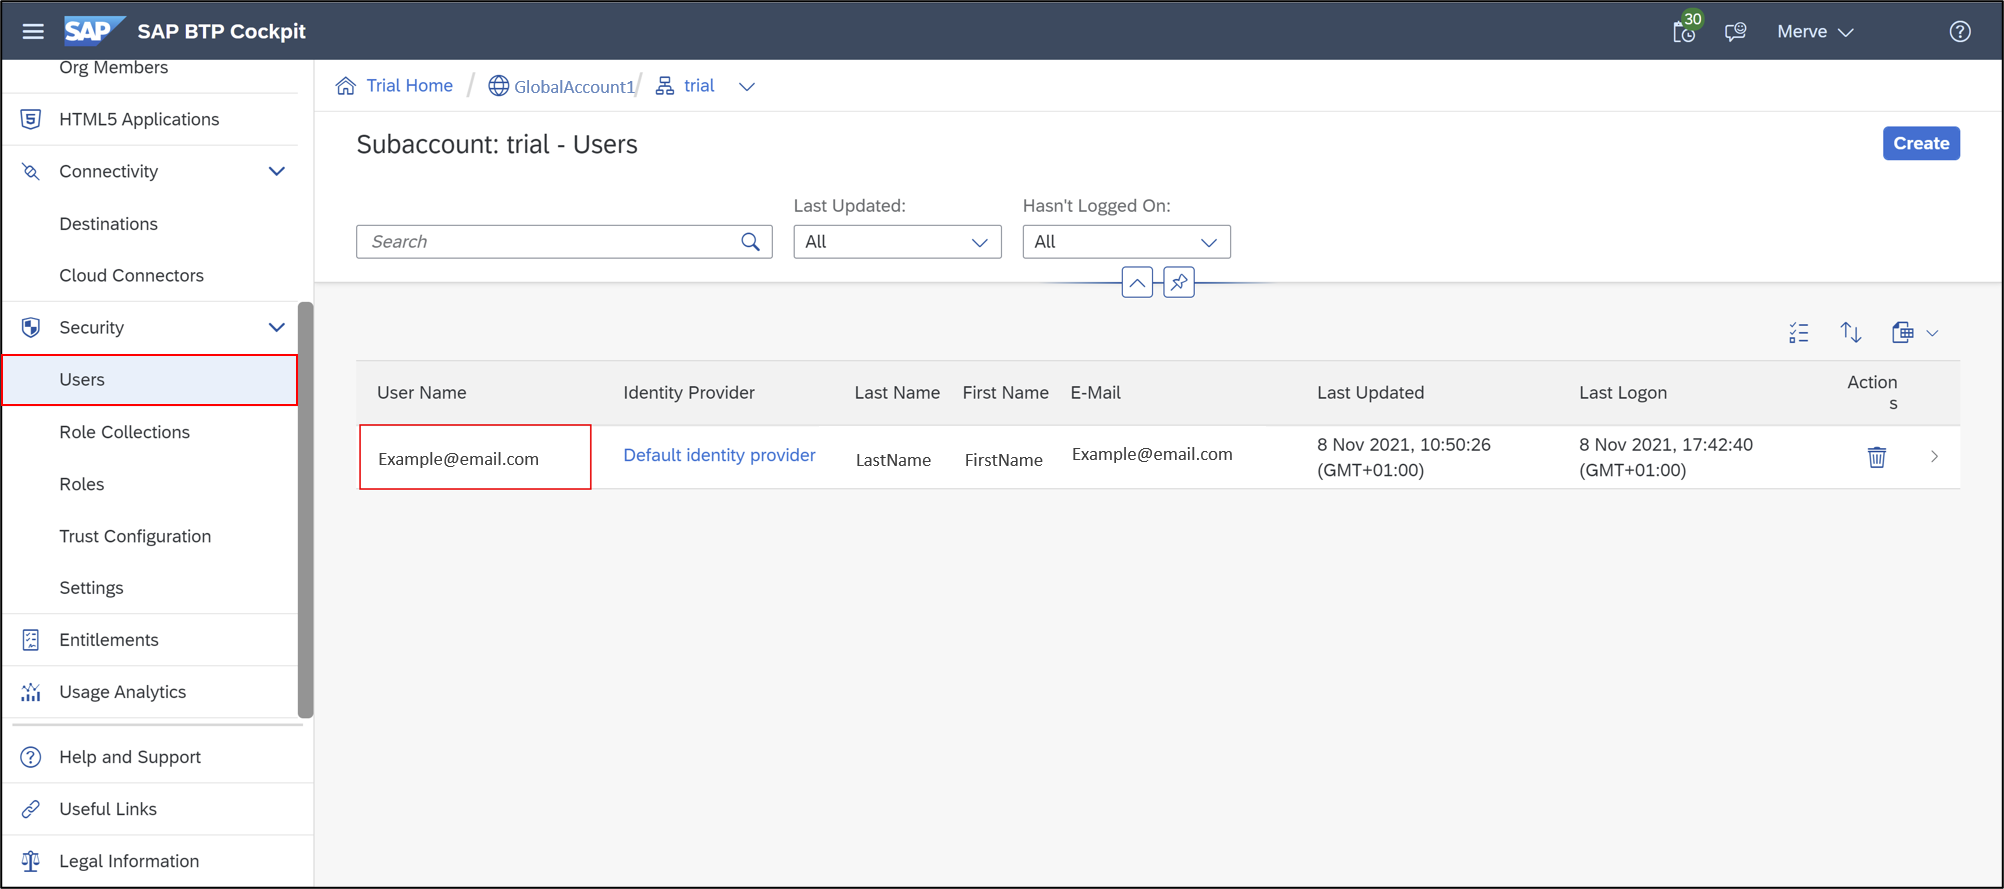 SAP SAP BTP Cockpit
30
Merve
Org Members
HTML5 Applications
Connectivity
Destinations
Cloud Connectors
Security
Users
Role Collections
Roles
Trust Configuration
Settings
Entitlements
Usage Analytics
Help and Support
Useful Links
Legal Information
Trial Home / GlobalAccount1/ trial
Subaccount: trial - Users
Create
Search
Last Updated:
All
Hasn't Logged On:
All
User Name Identity Provider Last Name First Name E-Mail Last Updated Last Logon Action
s
Example@email.com Default identity provider LastName FirstName Example@email.com 8 Nov 2021, 10:50:26 8 Nov 2021, 17:42:40
(GMT+01:00) (GMT+01:00)